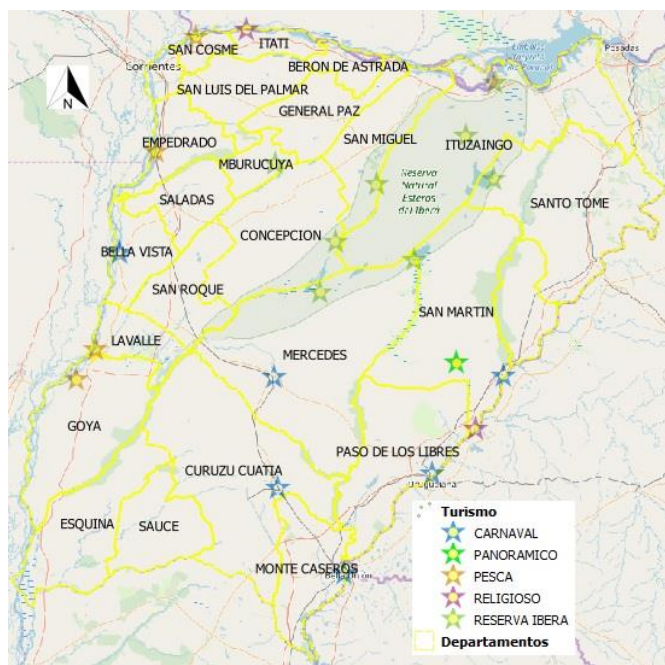 SAN COSME
ITATI
Corrientes
BERON DE ASTRADA
Embalse
Posadas
SAN LUIS DEL PALMAR
GENERAL PAZ
N
EMPEDRADO
SAN MIGUEL
ITUZAINGO
MBURUCUYA
Reserva
Natural
Esteros
del Iberá
SALADAS
SANTO TOME
CONCEPCION
BELLA VISTA
SAN ROQUE
SAN MARTIN
LAVALLE
MERCEDES
GOYA
PASO DE LOS LIBRES
CURUZU CUATIA
Uruguaiana
ESQUINA
SAUCE
MONTE CASEROS
Turismo
CARNAVAL
PANORAMICO
PESCA
RELIGIOSO
RESERVA IBERA
Departamentos